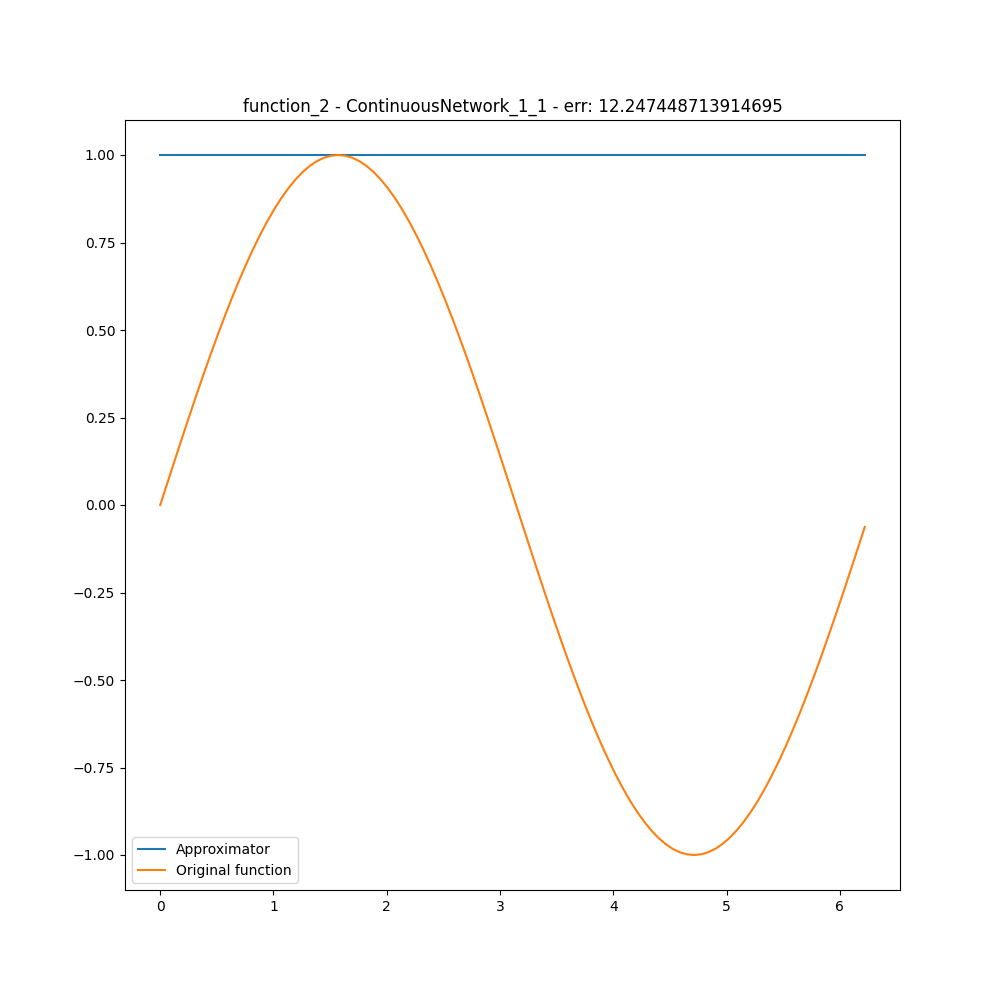 function_2 - ContinuousNetwork_1_1 - err: 12.247448713914695
1.00
0.75
0.50
0.25
0.00
−0.25
−0.50
−0.75
−1.00
Approximator
Original function
0 1 2 3 4 5 6